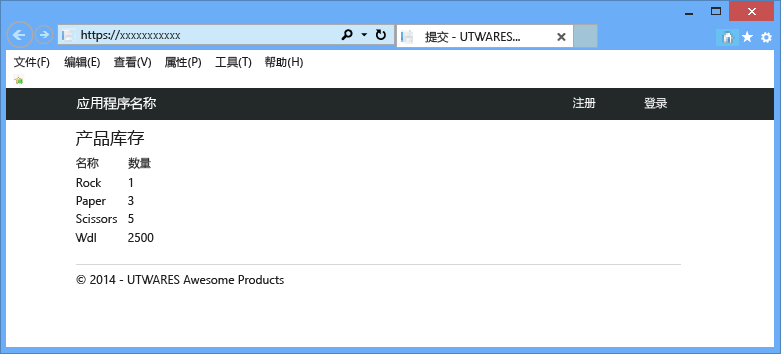 https://xxxxxxxxxxx
提交 - UTWARES...
文件(F) 编辑(E) 查看(V) 属性(P) 工具(T) 帮助(H)
应用程序名称 注册 登录
产品库存
名称 数量
Rock 1
Paper 3
Scissors 5
Wdl 2500
© 2014 - UTWARES Awesome Products